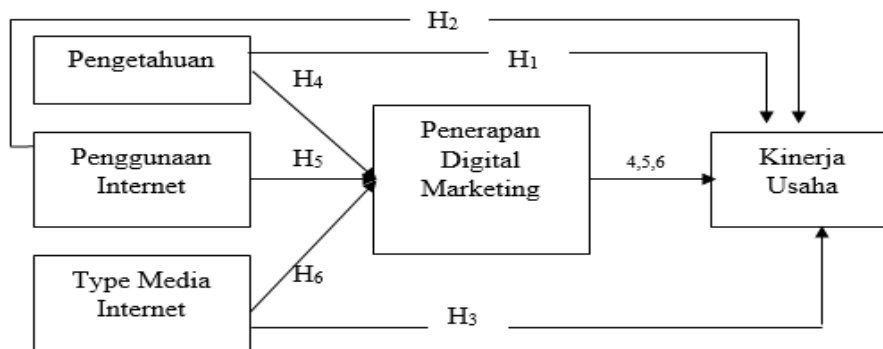 H2
Pengetahuan
H1
H4
Penggunaan
Internet
H5
Penerapan
Digital
Marketing
4,5,6
Kinerja
Usaha
Type Media
Internet
H6
H3